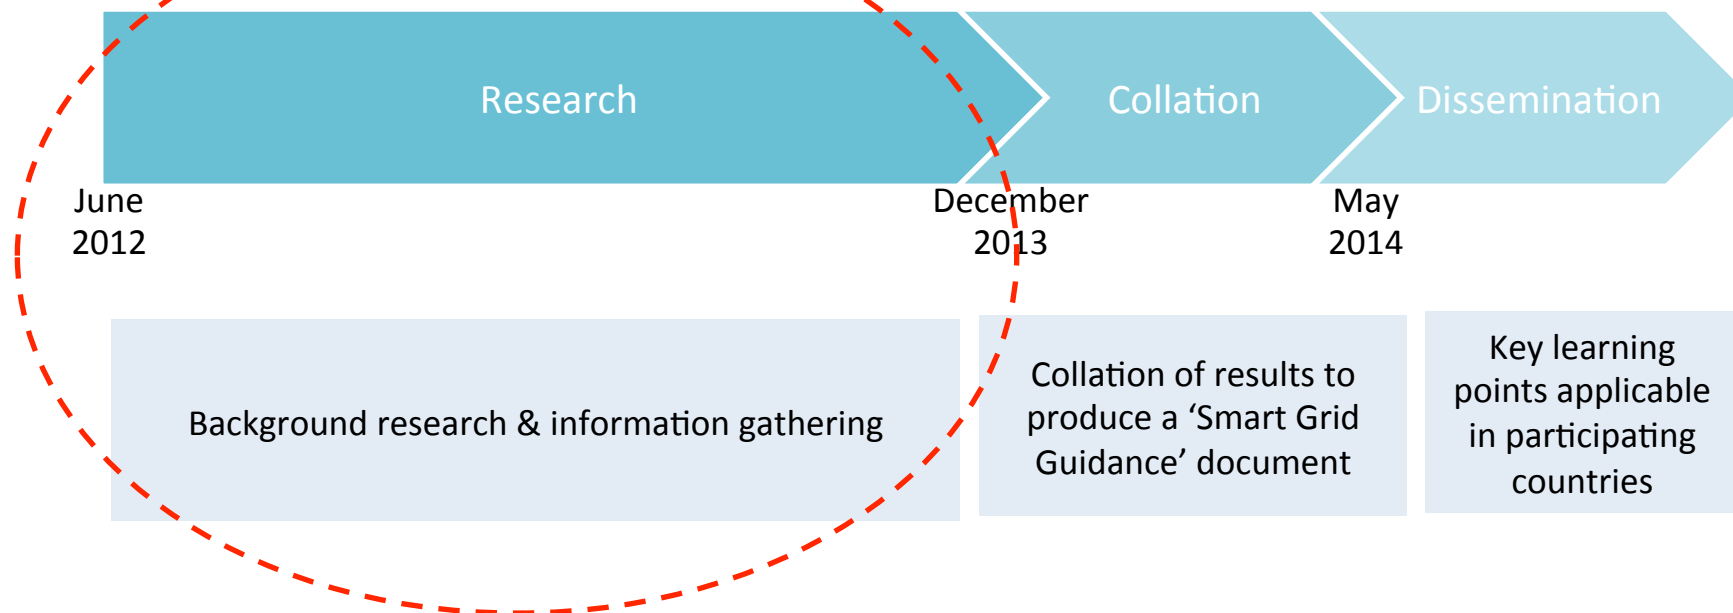 Research
Collation
Dissemination
June
2012
December
2013
May
2014
Background research & information gathering
Collation of results to
produce a ‘Smart Grid
Guidance’ document
Key learning
points applicable
in participating
countries